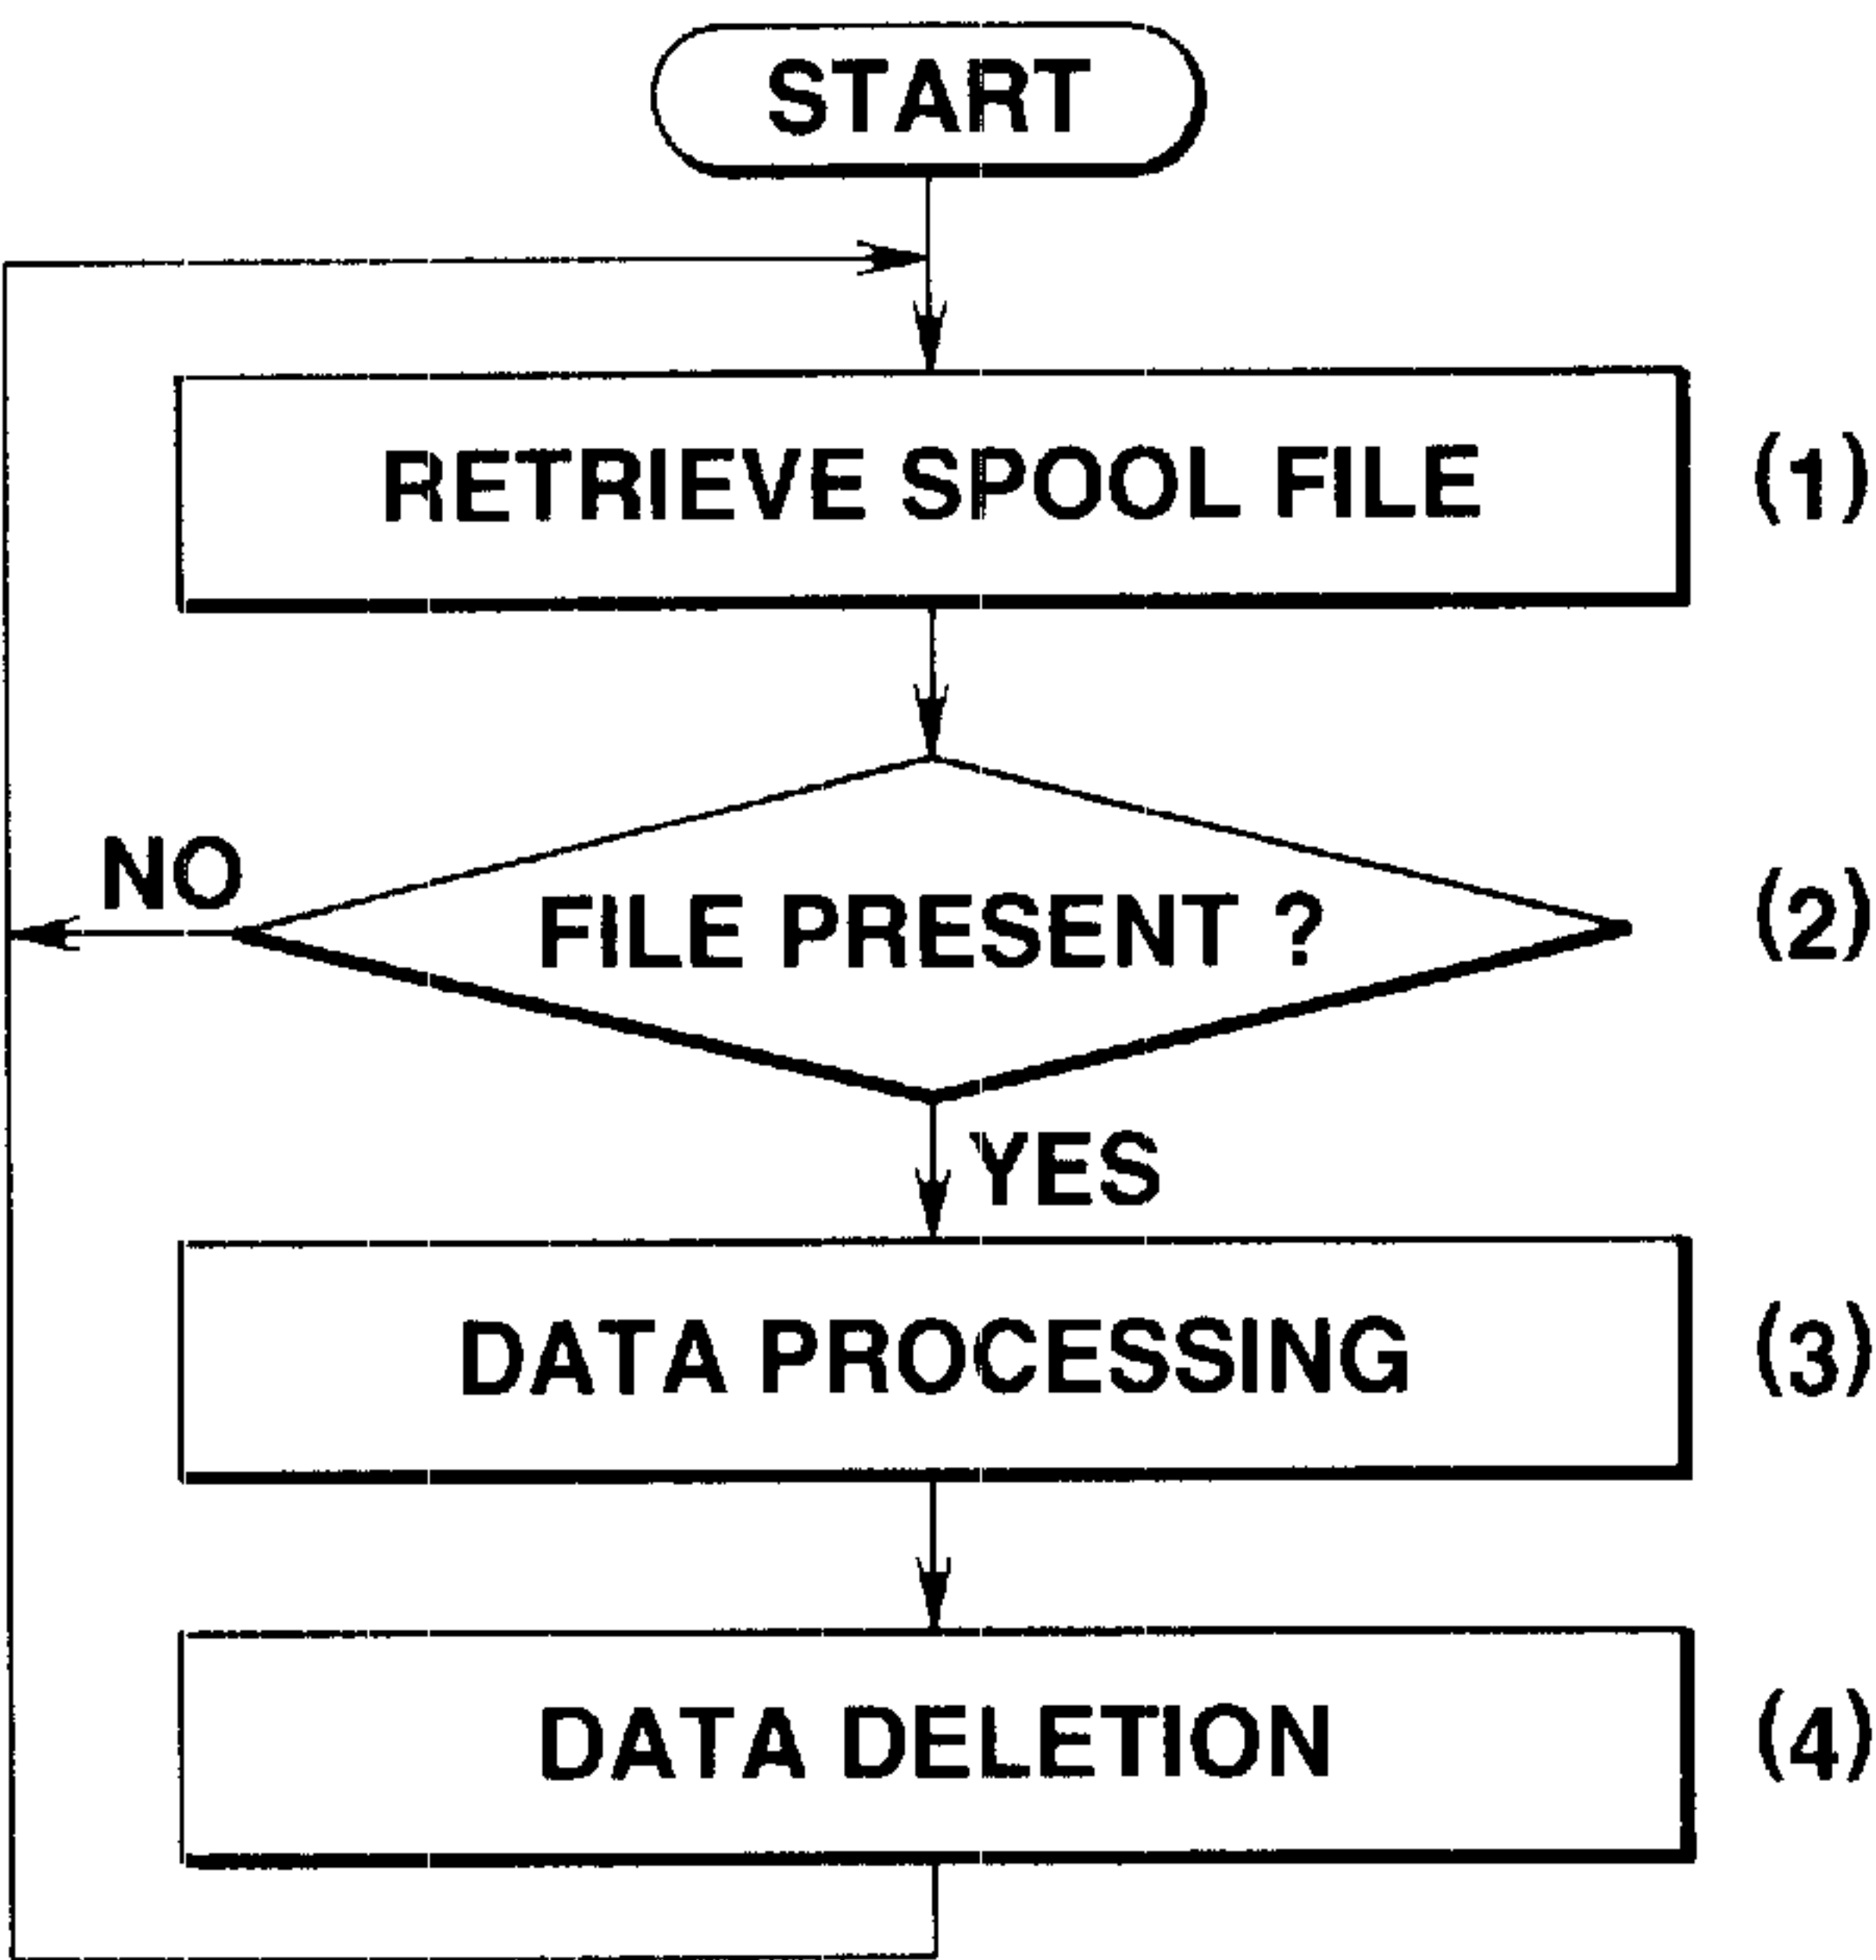 START
RETRIEVE SPOOL FILE (1)
NO
FILE PRESENT ? (2)
YES
DATA PROCESSING (3)
DATA DELETION (4)